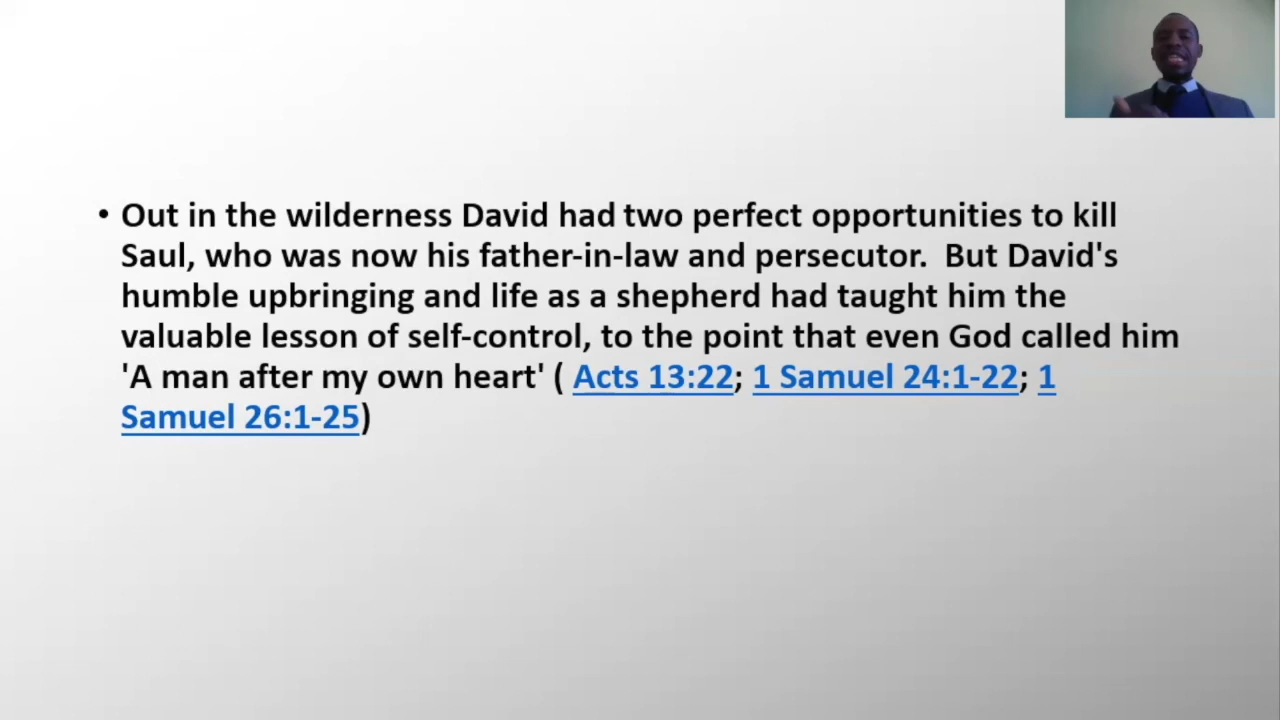 • Out in the wilderness David had two perfect opportunities to kill
Saul, who was now his father-in-law and persecutor.  But David's
humble upbringing and life as a shepherd had taught him the
valuable lesson of self-control, to the point that even God called him
'A man after my own heart' ( Acts 13:22; 1 Samuel 24:1-22; 1
Samuel 26:1-25)